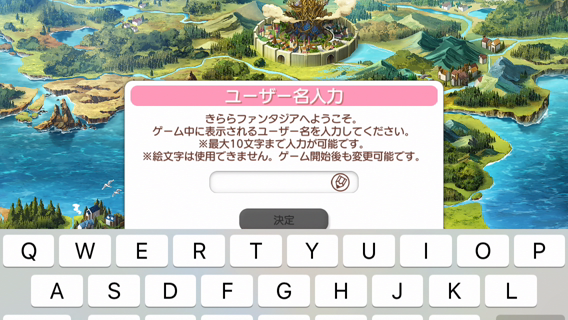 ユーザー名入力
きららファンタジアへようこそ。
ゲーム中に表示されるユーザー名を入力してください。
※最大10文字まで入力が可能です。
※絵文字は使用できません。ゲーム開始後も変更可能です。
決定
Q W E R T Y U I O P
A S D F G H J K L